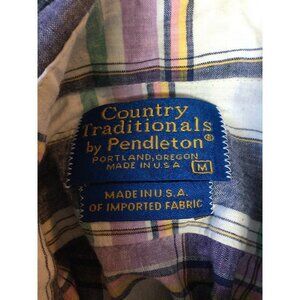 Country
Traditionals
by Pendleton®
PORTLAND, OREGON
MADE IN U.S.A. M
MADE IN U.S.A.
OF IMPORTED FABRIC